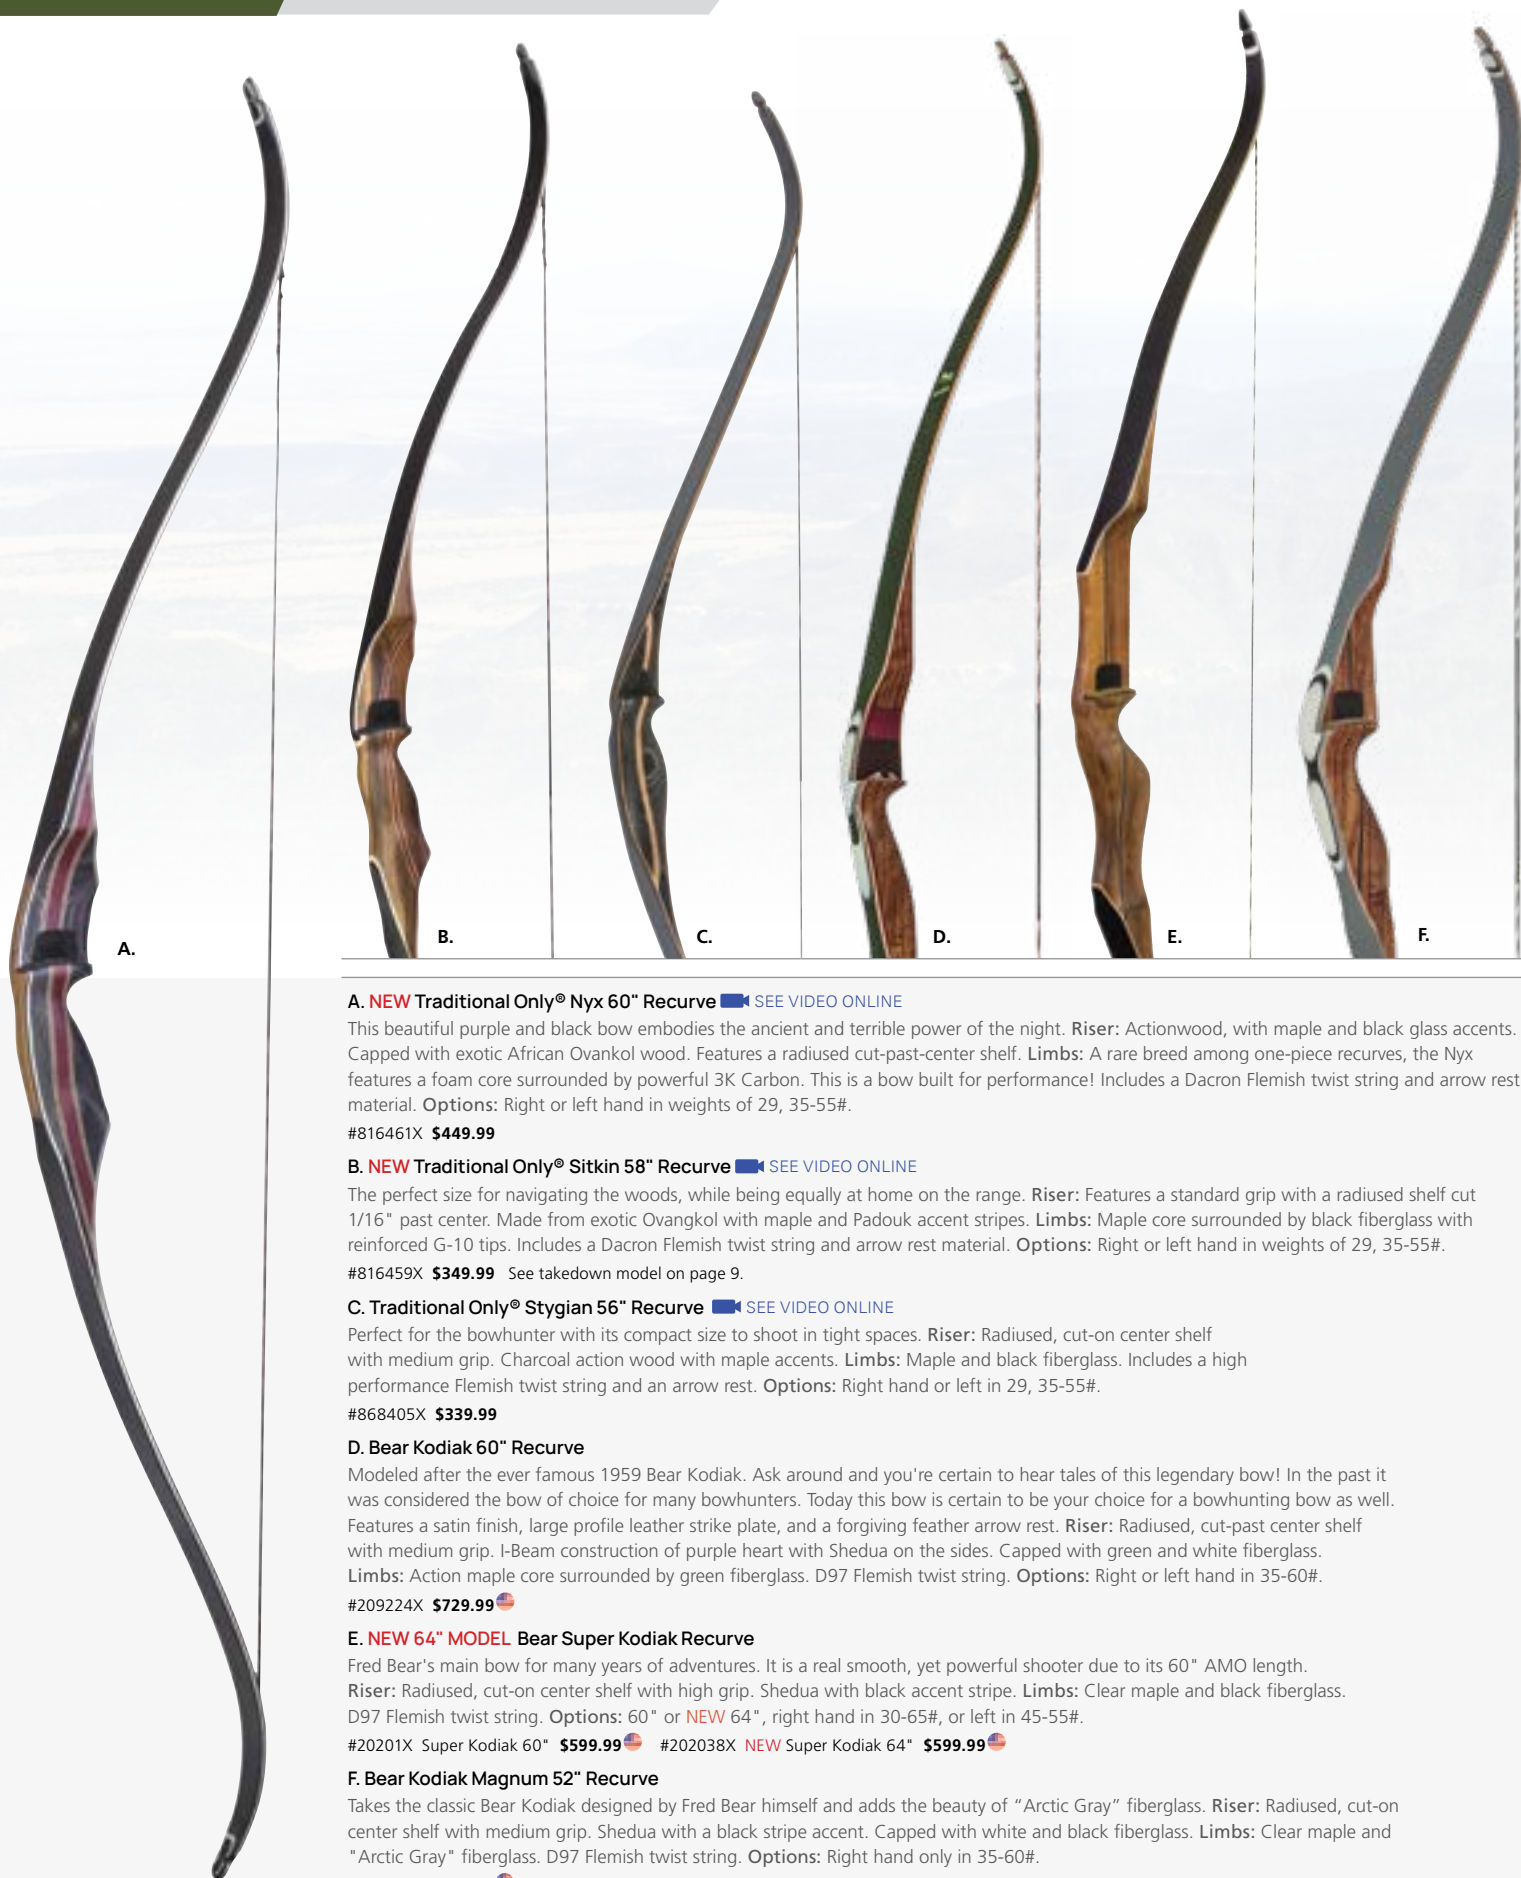 A.
B.
C.
D.
E.
F.
A. NEW Traditional Only® Nyx 60" Recurve SEE VIDEO ONLINE
This beautiful purple and black bow embodies the ancient and terrible power of the night. Riser: Actionwood, with maple and black glass accents.
Capped with exotic African Ovankol wood. Features a radiused cut-past-center shelf. Limbs: A rare breed among one-piece recurves, the Nyx
features a foam core surrounded by powerful 3K Carbon. This is a bow built for performance! Includes a Dacron Flemish twist string and arrow rest
material. Options: Right or left hand in weights of 29, 35-55#.
#816461X $449.99
B. NEW Traditional Only® Sitkin 58" Recurve SEE VIDEO ONLINE
The perfect size for navigating the woods, while being equally at home on the range. Riser: Features a standard grip with a radiused shelf cut
1/16" past center. Made from exotic Ovangkol with maple and Padouk accent stripes. Limbs: Maple core surrounded by black fiberglass with
reinforced G-10 tips. Includes a Dacron Flemish twist string and arrow rest material. Options: Right or left hand in weights of 29, 35-55#.
#816459X $349.99 See takedown model on page 9.
C. Traditional Only® Stygian 56" Recurve SEE VIDEO ONLINE
Perfect for the bowhunter with its compact size to shoot in tight spaces. Riser: Radiused, cut-on center shelf
with medium grip. Charcoal action wood with maple accents. Limbs: Maple and black fiberglass. Includes a high
performance Flemish twist string and an arrow rest. Options: Right hand or left in 29, 35-55#.
#868405X $339.99
D. Bear Kodiak 60" Recurve
Modeled after the ever famous 1959 Bear Kodiak. Ask around and you're certain to hear tales of this legendary bow! In the past it
was considered the bow of choice for many bowhunters. Today this bow is certain to be your choice for a bowhunting bow as well.
Features a satin finish, large profile leather strike plate, and a forgiving feather arrow rest. Riser: Radiused, cut-past center shelf
with medium grip. I-Beam construction of purple heart with Shedua on the sides. Capped with green and white fiberglass.
Limbs: Action maple core surrounded by green fiberglass. D97 Flemish twist string. Options: Right or left hand in 35-60#.
#209224X $729.99
E. NEW 64" MODEL Bear Super Kodiak Recurve
Fred Bear's main bow for many years of adventures. It is a real smooth, yet powerful shooter due to its 60" AMO length.
Riser: Radiused, cut-on center shelf with high grip. Shedua with black accent stripe. Limbs: Clear maple and black fiberglass.
D97 Flemish twist string. Options: 60" or NEW 64", right hand in 30-65#, or left in 45-55#.
#20201X Super Kodiak 60" $599.99 #202038X NEW Super Kodiak 64" $599.99
F. Bear Kodiak Magnum 52" Recurve
Takes the classic Bear Kodiak designed by Fred Bear himself and adds the beauty of “Arctic Gray” fiberglass. Riser: Radiused, cut-on
center shelf with medium grip. Shedua with a black stripe accent. Capped with white and black fiberglass. Limbs: Clear maple and
"Arctic Gray" fiberglass. D97 Flemish twist string. Options: Right hand only in 35-60#.